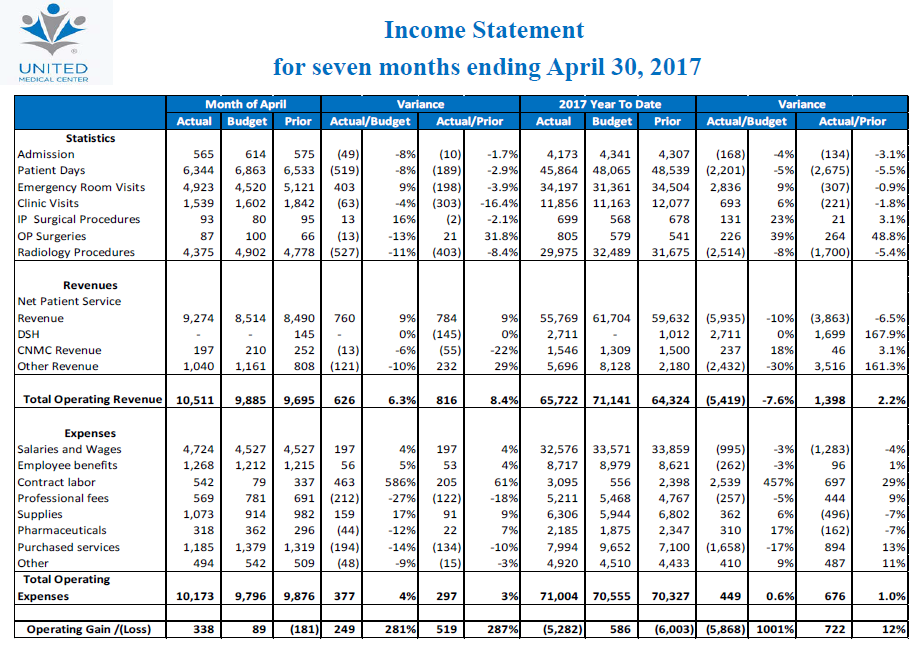 UNITED
MEDICAL CENTER
®
Income Statement
for seven months ending April 30, 2017
Month of April Variance 2017 Year To Date Variance
Actual Budget Prior Actual/Budget Actual/Prior Actual Budget Prior Actual/Budget Actual/Prior
Statistics
Admission 565 614 575 (49) -8% (10) -1.7% 4,173 4,341 4,307 (168) -4% (134) -3.1%
Patient Days 6,344 6,863 6,533 (519) -8% (189) -2.9% 45,864 48,065 48,539 (2,201) -5% (2,675) -5.5%
Emergency Room Visits 4,923 4,520 5,121 403 9% (198) -3.9% 34,197 31,361 34,504 2,836 9% (307) -0.9%
Clinic Visits 1,539 1,602 1,842 (63) -4% (303) -16.4% 11,856 11,163 12,077 693 6% (221) -1.8%
IP Surgical Procedures 93 80 95 13 16% (2) -2.1% 699 568 678 131 23% 21 3.1%
OP Surgeries 87 100 66 (13) -13% 21 31.8% 805 579 541 226 39% 264 48.8%
Radiology Procedures 4,375 4,902 4,778 (527) -11% (403) -8.4% 29,975 32,489 31,675 (2,514) -8% (1,700) -5.4%
Revenues
Net Patient Service
Revenue 9,274 8,514 8,490 760 9% 784 9% 55,769 61,704 59,632 (5,935) -10% (3,863) -6.5%
DSH - - 145 - 0% (145) 0% 2,711 - 1,012 2,711 0% 1,699 167.9%
CNMC Revenue 197 210 252 (13) -6% (55) -22% 1,546 1,309 1,500 237 18% 46 3.1%
Other Revenue 1,040 1,161 808 (121) -10% 232 29% 5,696 8,128 2,180 (2,432) -30% 3,516 161.3%
Total Operating Revenue 10,511 9,885 9,695 626 6.3% 816 8.4% 65,722 71,141 64,324 (5,419) -7.6% 1,398 2.2%
Expenses
Salaries and Wages 4,724 4,527 4,527 197 4% 197 4% 32,576 33,571 33,859 (995) -3% (1,283) -4%
Employee benefits 1,268 1,212 1,215 56 5% 53 4% 8,717 8,979 8,621 (262) -3% 96 1%
Contract labor 542 79 337 463 586% 205 61% 3,095 556 2,398 2,539 457% 697 29%
Professional fees 569 781 691 (212) -27% (122) -18% 5,211 5,468 4,767 (257) -5% 444 9%
Supplies 1,073 914 982 159 17% 91 9% 6,306 5,944 6,802 362 6% (496) -7%
Pharmaceuticals 318 362 296 (44) -12% 22 7% 2,185 1,875 2,347 310 17% (162) -7%
Purchased services 1,185 1,379 1,319 (194) -14% (134) -10% 7,994 9,652 7,100 (1,658) -17% 894 13%
Other 494 542 509 (48) -9% (15) -3% 4,920 4,510 4,433 410 9% 487 11%
Total Operating
Expenses 10,173 9,796 9,876 377 4% 297 3% 71,004 70,555 70,327 449 0.6% 676 1.0%
Operating Gain /(Loss) 338 89 (181) 249 281% 519 287% (5,282) 586 (6,003) (5,868) 1001% 722 12%